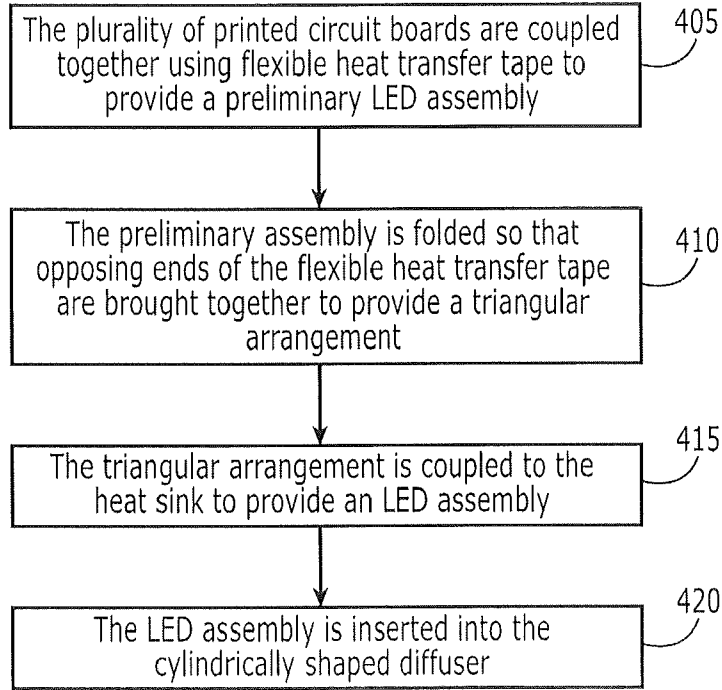 The plurality of printed circuit boards are coupled
together using flexible heat transfer tape to
provide a preliminary LED assembly
405
The preliminary assembly is folded so that
opposing ends of the flexible heat transfer tape
are brought together to provide a triangular
arrangement
410
The triangular arrangement is coupled to the
heat sink to provide an LED assembly
415
The LED assembly is inserted into the
cylindrically shaped diffuser
420